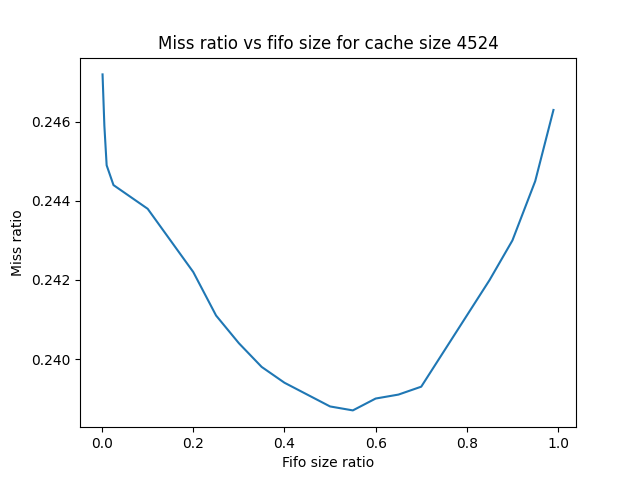 Miss ratio vs fifo size for cache size 4524
0.246
0.244
0.242
0.240
Miss ratio
0.0 0.2 0.4 0.6 0.8 1.0
Fifo size ratio